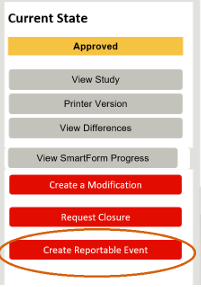 Current State
Approved
View Study
Printer Version
View Differences
View SmartForm Progress
Create a Modification
Request Closure
Create Reportable Event